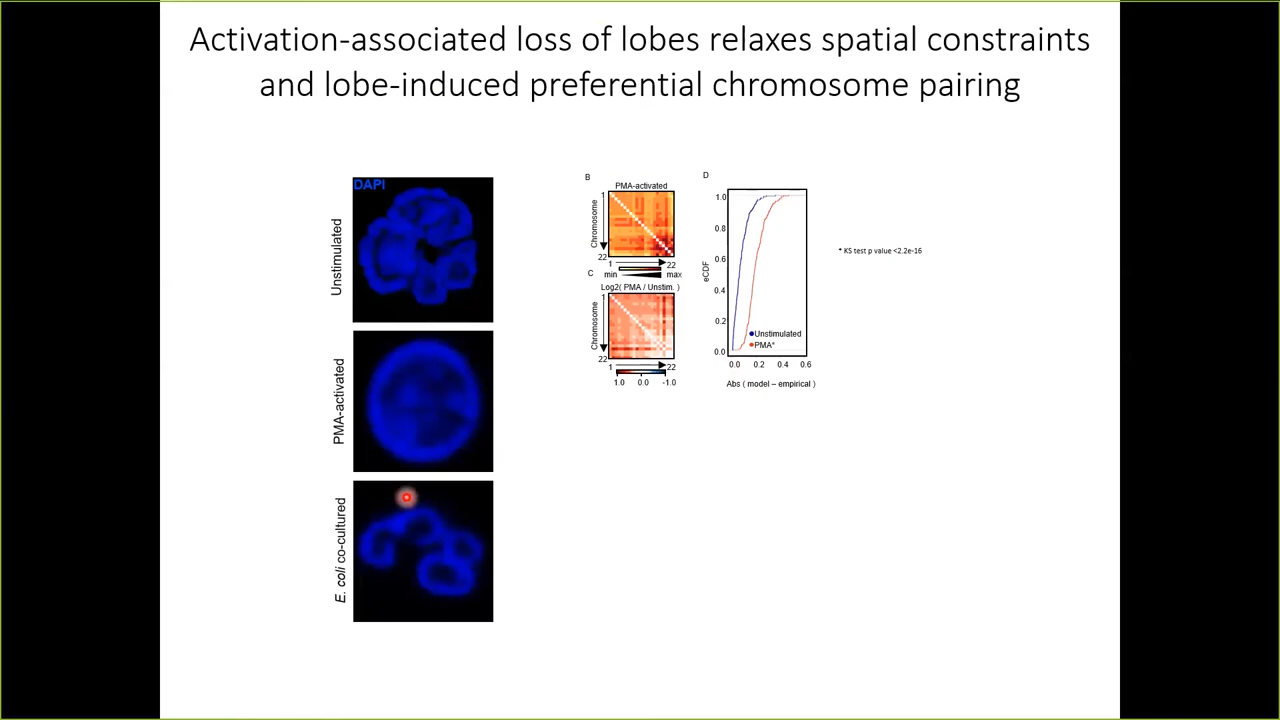 Activation-associated loss of lobes relaxes spatial constraints
and lobe-induced preferential chromosome pairing
DAPI
Unstimulated
PMA-activated
E. coli co-cultured
B
PMA-activated
1
Chromosome
22
1
22
min
max
C
Log2( PMA / Unstim. )
1
Chromosome
22
1
22
1.0 0.0 -1.0
D
1.0
0.8
0.6
0.4
0.2
0.0
eCDF
Unstimulated
PMA*
0.0 0.2 0.4 0.6
Abs ( model – empirical )
* KS test p value <2.2e-16